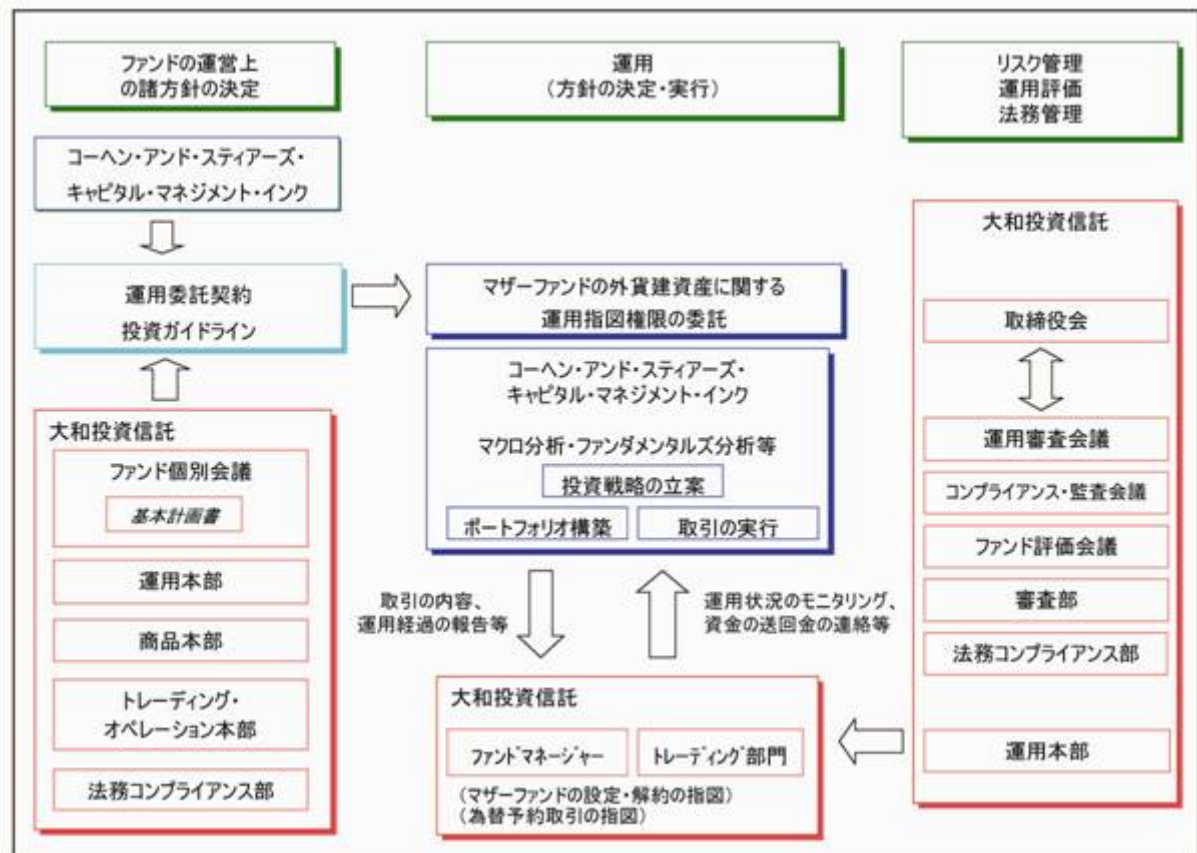 ファンドの運営上
の諸方針の決定
運用
(方針の決定・実行)
リスク管理
運用評価
法務管理
コーヘン・アンド・スティアーズ・
キャピタル・マネジメント・インク
運用委託契約
投資ガイドライン
大和投資信託
ファンド個別会議
基本計画書
運用本部
商品本部
トレーディング・
オペレーション本部
法務コンプライアンス部
マザーファンドの外貨建資産に関する
運用指図権限の委託
コーヘン・アンド・スティアーズ・
キャピタル・マネジメント・インク
マクロ分析・ファンダメンタルズ分析等
投資戦略の立案
ポートフォリオ構築
取引の実行
取引の内容、
運用経過の報告等
運用状況のモニタリング、
資金の送回金の連絡等
大和投資信託
ファンドマネージャー
トレーディング部門
(マザーファンドの設定・解約の指図)
(為替予約取引の指図)
大和投資信託
取締役会
運用審査会議
コンプライアンス・監査会議
ファンド評価会議
審査部
法務コンプライアンス部
運用本部